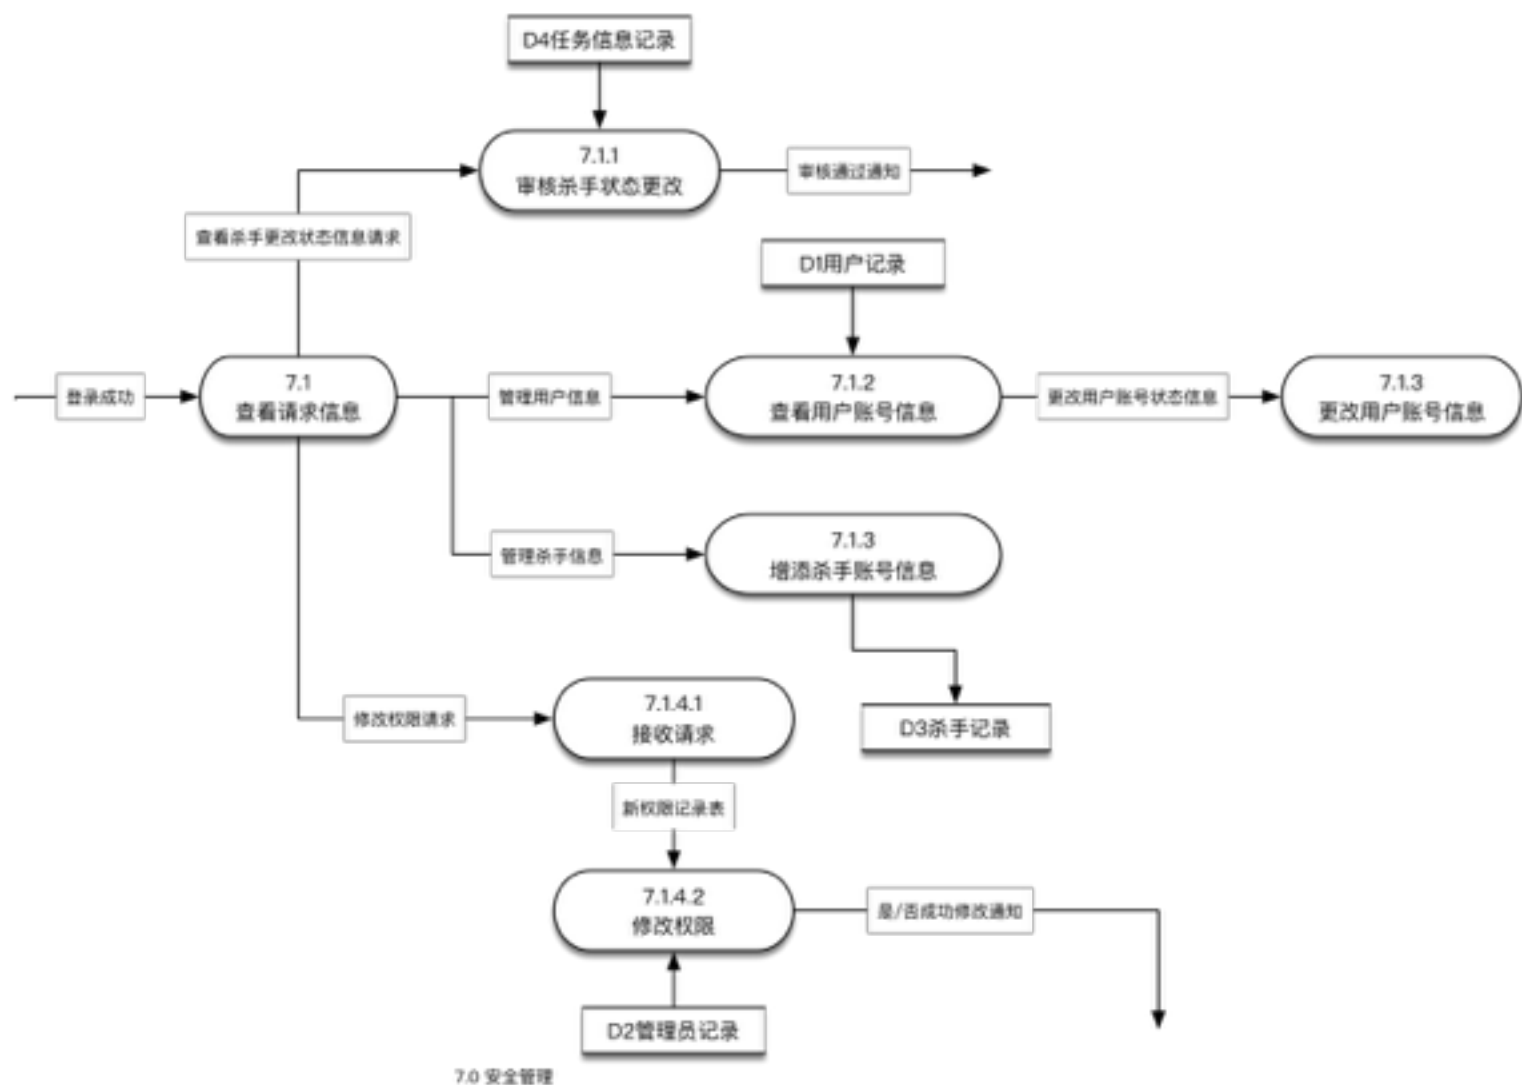 D4任务信息记录
7.1.1
审核杀手状态更改
审核通过通知
查看杀手更改状态信息请求
D1用户记录
登录成功
7.1
查看请求信息
管理用户信息
7.1.2
查看用户账号信息
更改用户账号状态信息
7.1.3
更改用户账号信息
管理杀手信息
7.1.3
增添杀手账号信息
修改权限请求
7.1.4.1
接收请求
D3杀手记录
新权限记录表
7.1.4.2
修改权限
是/否成功修改通知
D2管理员记录
7.0 安全管理